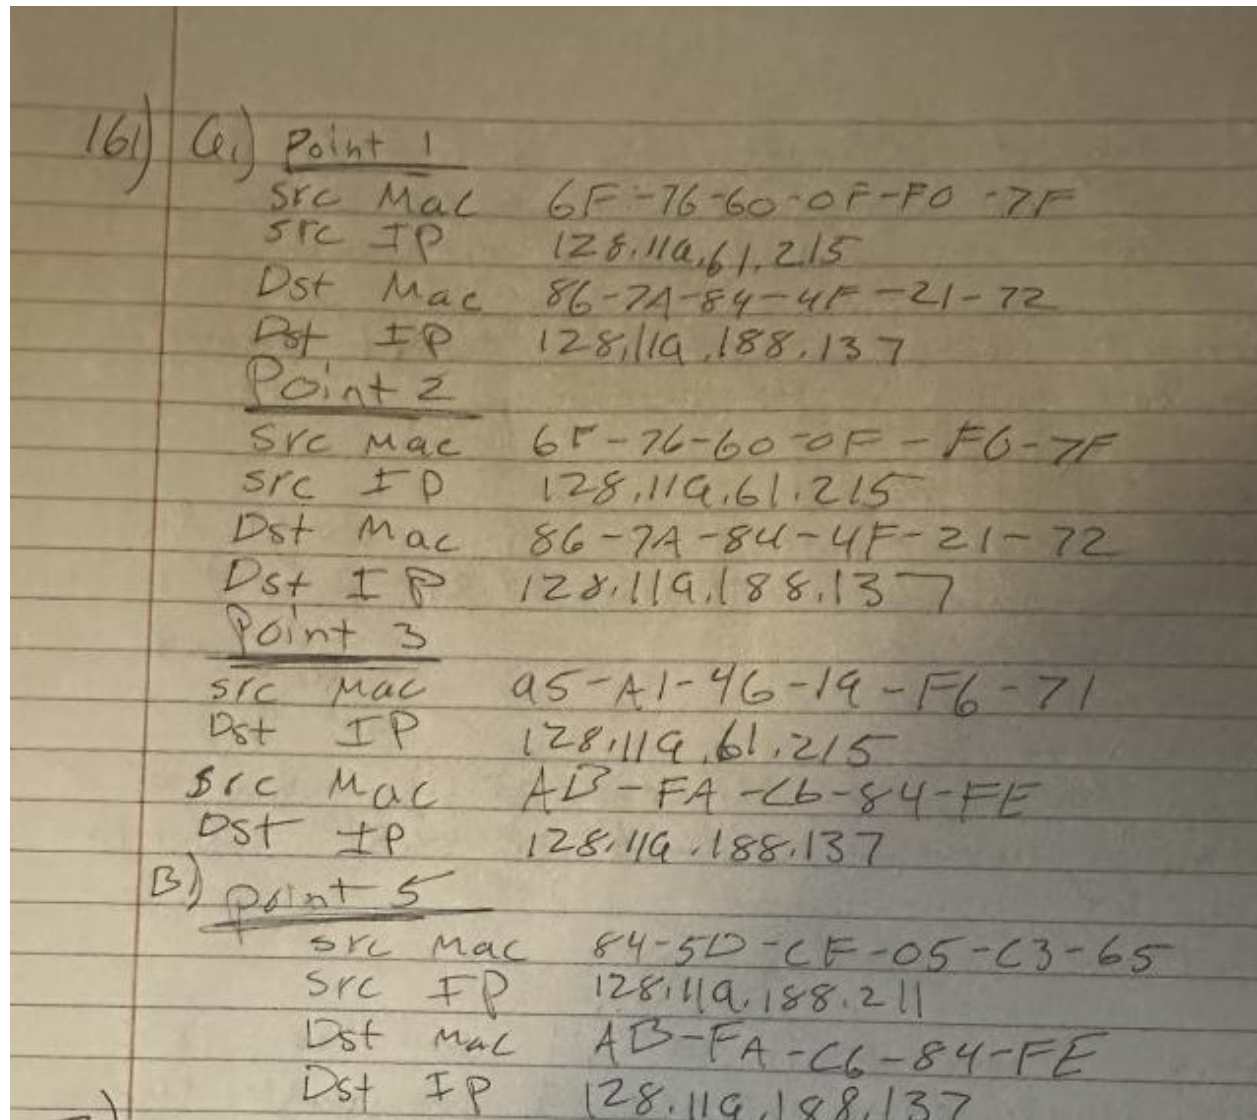 161) a.) Point 1
Src Mac 6F-76-60-0F-F0-7F
Src IP 128.119.61.215
Dst Mac 86-7A-84-4F-21-72
Dst IP 128.119.188.137
Point 2
Src Mac 6F-76-60-0F-F0-7F
Src IP 128.119.61.215
Dst Mac 86-7A-84-4F-21-72
Dst IP 128.119.188.137
Point 3
Src Mac 95-A1-46-19-F6-71
Dst IP 128.119.61.215
Src Mac AB-FA-C6-84-FE
Dst IP 128.119.188.137
B) point 5
Src Mac 84-5D-CF-05-C3-65
Src IP 128.119.188.211
Dst Mac AB-FA-C6-84-FE
Dst IP 128.119.188.137